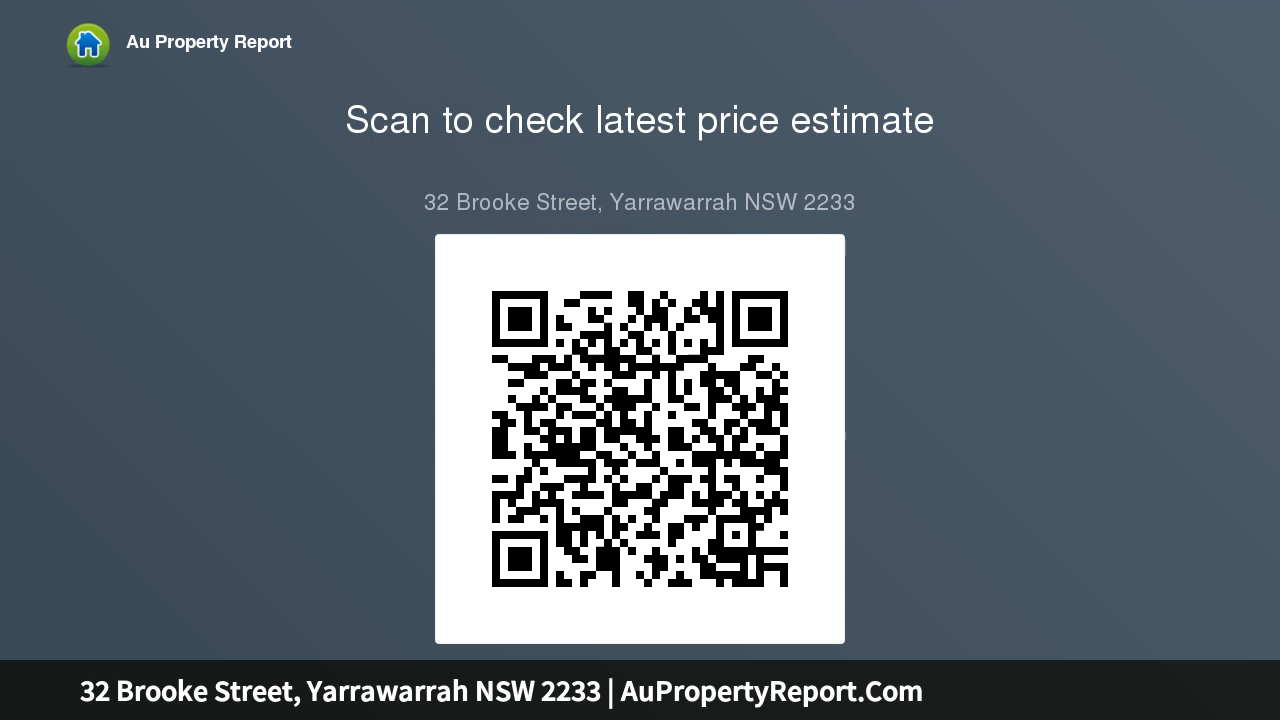 Au Property Report
Scan to check latest price estimate
32 Brooke Street, Yarrawarrah NSW 2233
32 Brooke Street, Yarrawarrah NSW 2233 | AuPropertyReport.Com